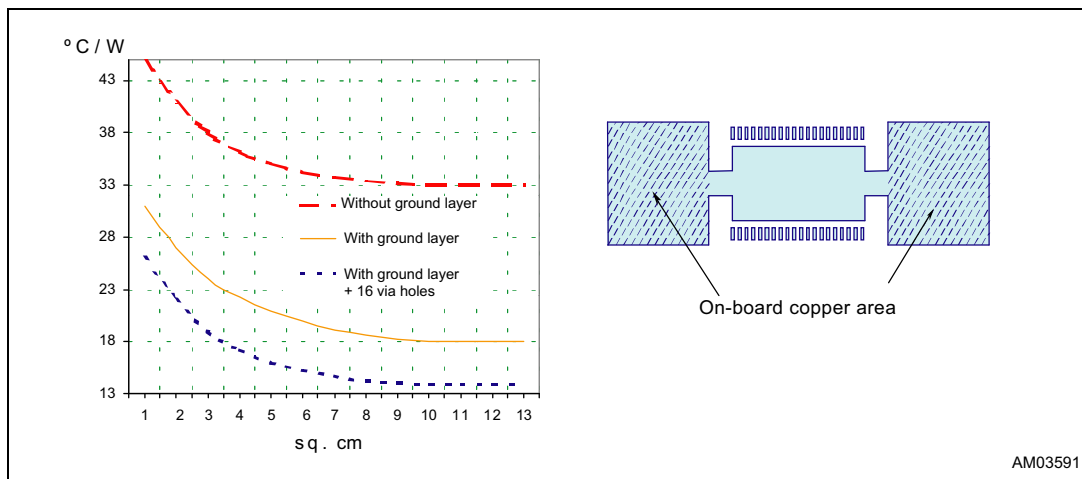 º C / W
43
38
33
28
23
18
13
1 2 3 4 5 6 7 8 9 10 11 12 13
sq. cm
Without ground layer
With ground layer
With ground layer
+ 16 via holes
On-board copper area
AM03591